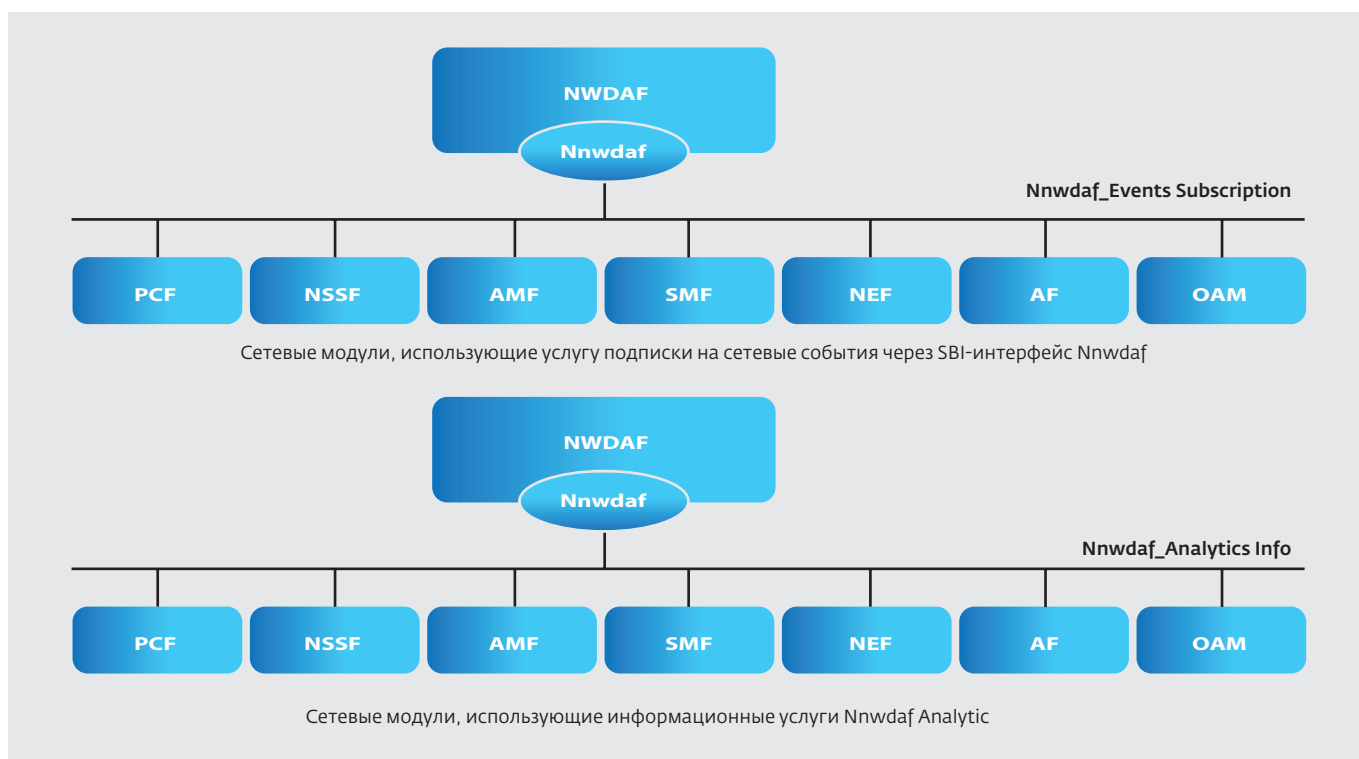 NWDAF
Nnwdaf
Nnwdaf_Events Subscription
PCF NSSF AMF SMF NEF AF OAM
Сетевые модули, использующие услугу подписки на сетевые события через SBI-интерфейс Nnwdaf
NWDAF
Nnwdaf
Nnwdaf_Analytics Info
PCF NSSF AMF SMF NEF AF OAM
Сетевые модули, использующие информационные услуги Nnwdaf Analytic